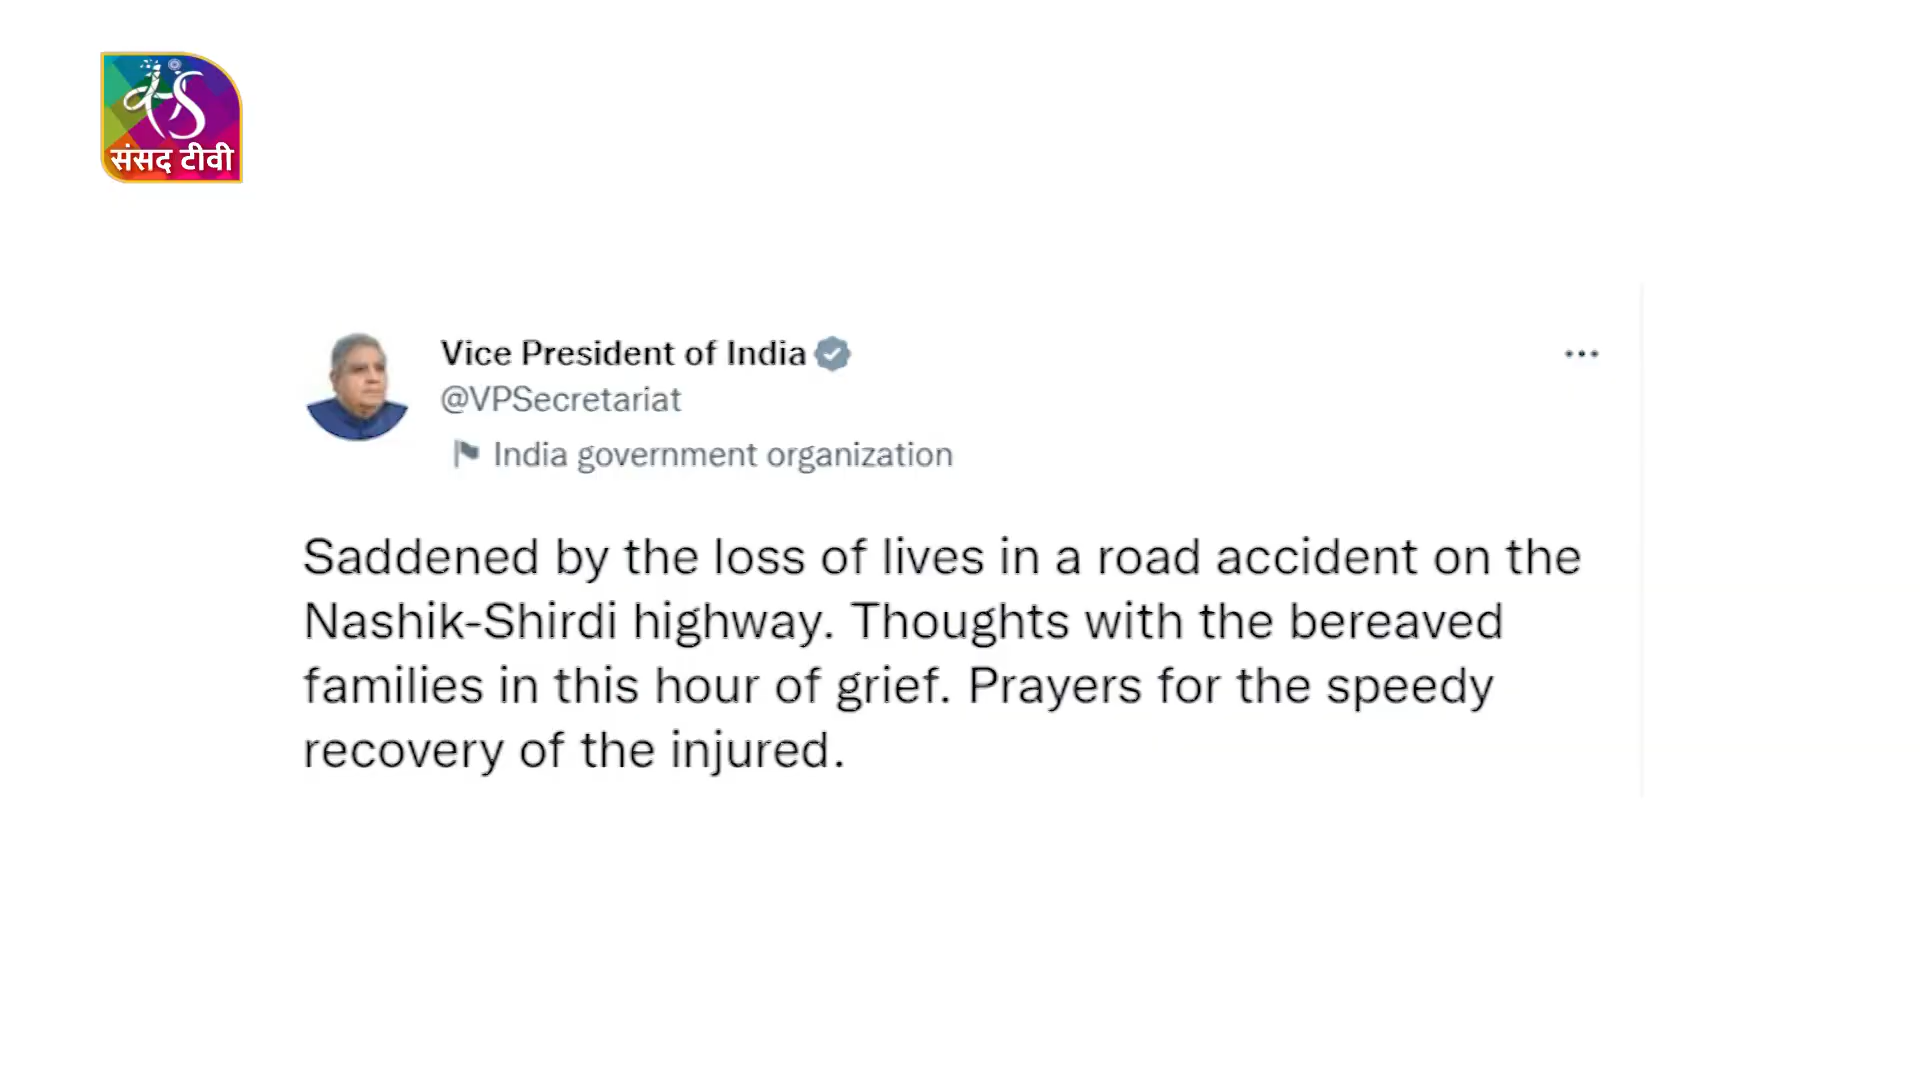 संसद टीवी
Vice President of India
@VPSecretariat
India government organization
Saddened by the loss of lives in a road accident on the
Nashik-Shirdi highway. Thoughts with the bereaved
families in this hour of grief. Prayers for the speedy
recovery of the injured.